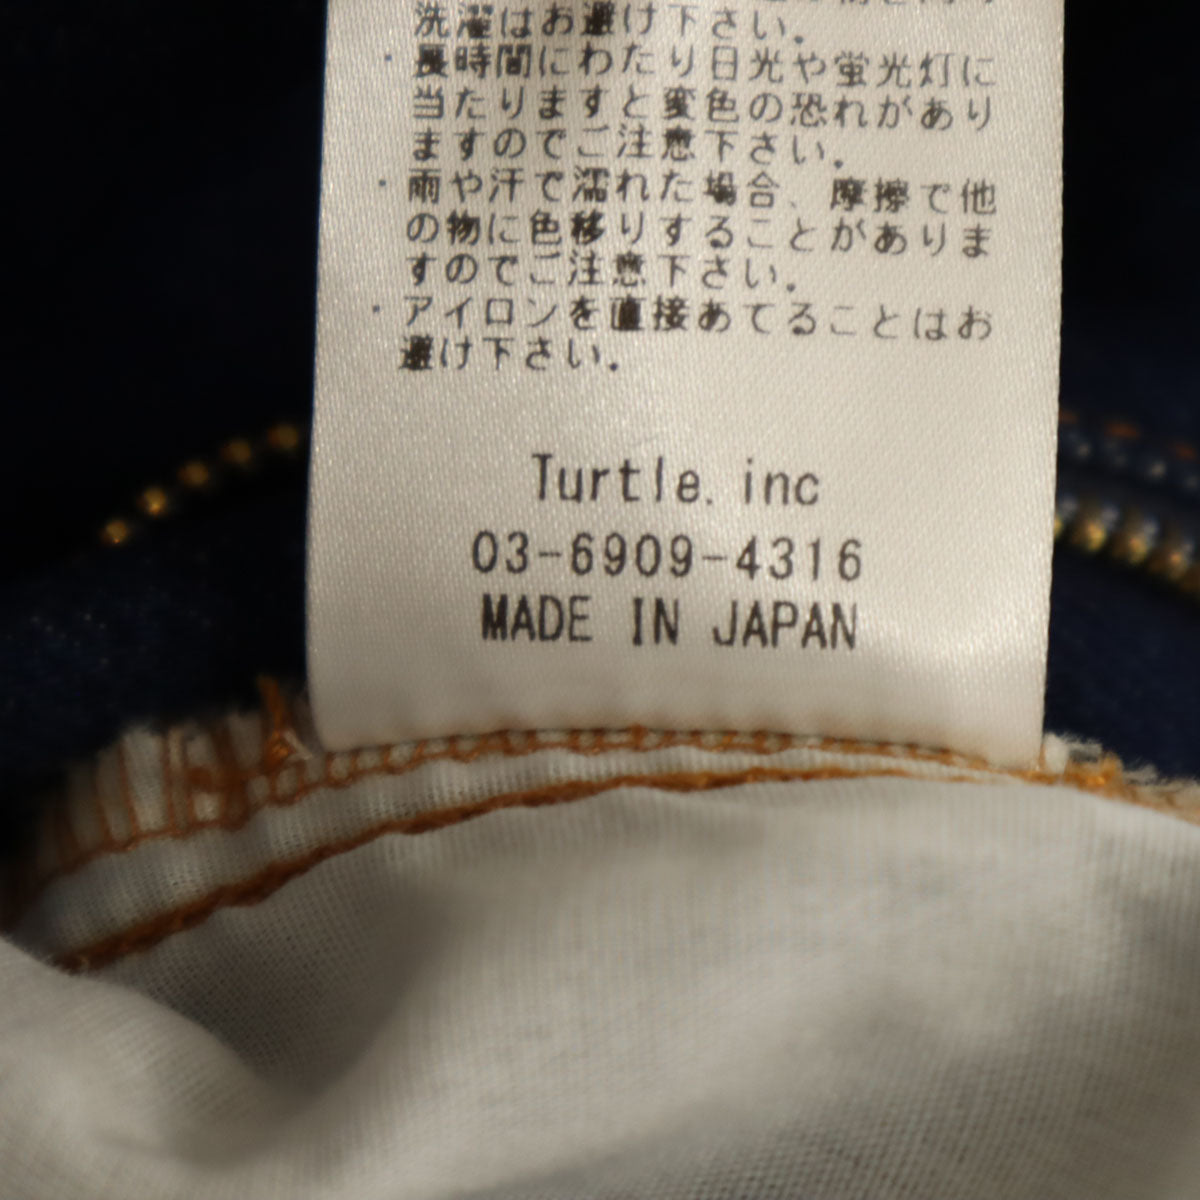 洗濯はお避け下さい。
・長時間にわたり日光や蛍光灯に
当たりますと変色の恐れがあり
ますのでご注意下さい。
・雨や汗で濡れた場合、摩擦で他
の物に色移りすることがありま
すのでご注意下さい。
・アイロンを直接あてることはお
避け下さい。
Turtle. inc
03-6909-4316
MADE IN JAPAN